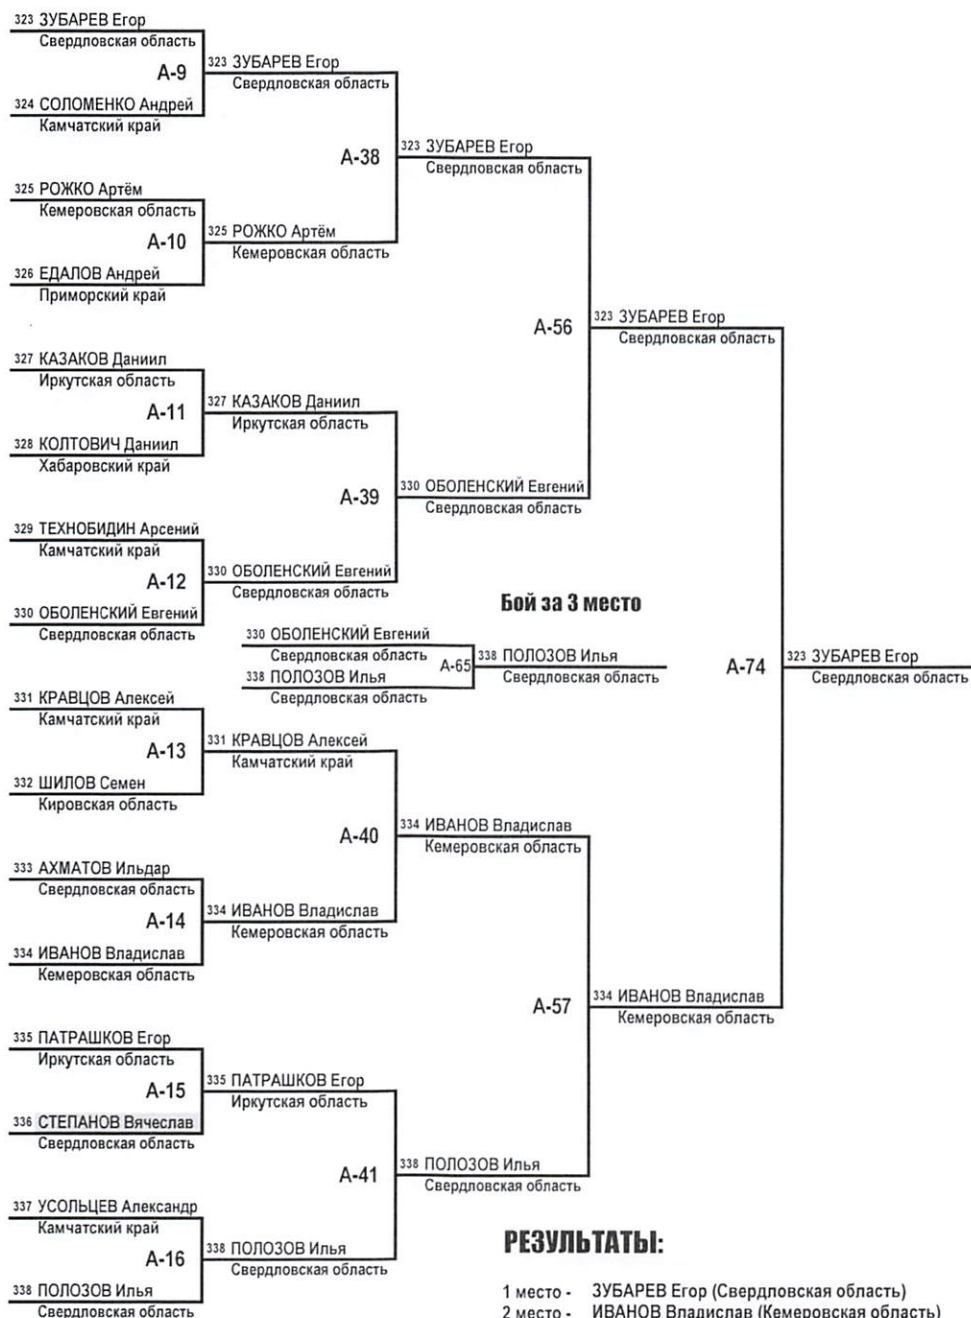 323 ЗУБАРЕВ Егор
Свердловская область
А-9
324 СОЛОМЕНКО Андрей
Камчатский край
323 ЗУБАРЕВ Егор
Свердловская область
А-38
325 РОЖКО Артём
Кемеровская область
А-10
326 ЕДАЛОВ Андрей
Приморский край
325 РОЖКО Артём
Кемеровская область
323 ЗУБАРЕВ Егор
Свердловская область
А-56
327 КАЗАКОВ Даниил
Иркутская область
А-11
328 КОЛТОВИЧ Даниил
Хабаровский край
327 КАЗАКОВ Даниил
Иркутская область
А-39
329 ТЕХНОБИДИН Арсений
Камчатский край
А-12
330 ОБОЛЕНСКИЙ Евгений
Свердловская область
330 ОБОЛЕНСКИЙ Евгений
Свердловская область
330 ОБОЛЕНСКИЙ Евгений
Свердловская область
323 ЗУБАРЕВ Егор
Свердловская область
Бой за 3 место
330 ОБОЛЕНСКИЙ Евгений
Свердловская область
А-65
338 ПОЛОЗОВ Илья
Свердловская область
338 ПОЛОЗОВ Илья
Свердловская область
А-74
323 ЗУБАРЕВ Егор
Свердловская область
331 КРАВЦОВ Алексей
Камчатский край
А-13
332 ШИЛОВ Семен
Кировская область
331 КРАВЦОВ Алексей
Камчатский край
А-40
333 АХМАТОВ Ильдар
Свердловская область
А-14
334 ИВАНОВ Владислав
Кемеровская область
334 ИВАНОВ Владислав
Кемеровская область
334 ИВАНОВ Владислав
Кемеровская область
А-57
334 ИВАНОВ Владислав
Кемеровская область
335 ПАТРАШКОВ Егор
Иркутская область
А-15
336 СТЕПАНОВ Вячеслав
Свердловская область
335 ПАТРАШКОВ Егор
Иркутская область
А-41
337 УСОЛЬЦЕВ Александр
Камчатский край
А-16
338 ПОЛОЗОВ Илья
Свердловская область
338 ПОЛОЗОВ Илья
Свердловская область
338 ПОЛОЗОВ Илья
Свердловская область
РЕЗУЛЬТАТЫ:
1 место - ЗУБАРЕВ Егор (Свердловская область)
2 место - ИВАНОВ Владислав (Кемеровская область)